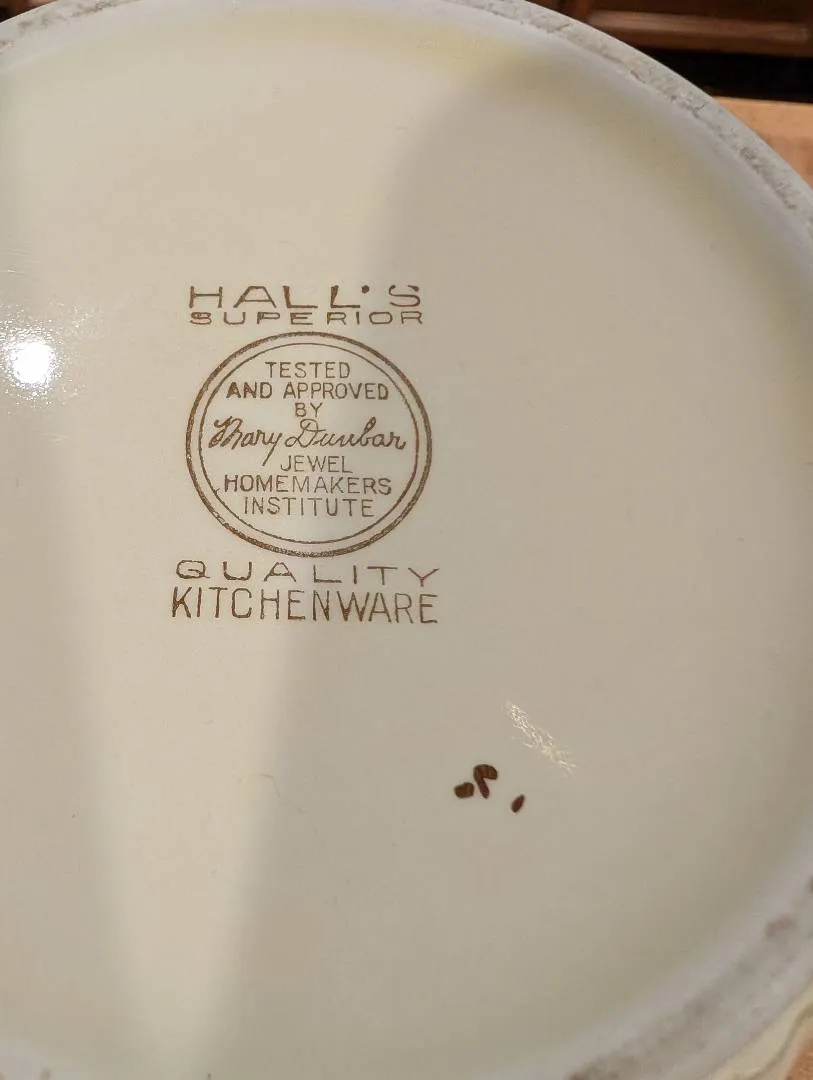 HALL'S
SUPERIOR
TESTED
AND APPROVED
BY
Mary Dunbar
JEWEL
HOMEMAKERS
INSTITUTE
QUALITY
KITCHENWARE